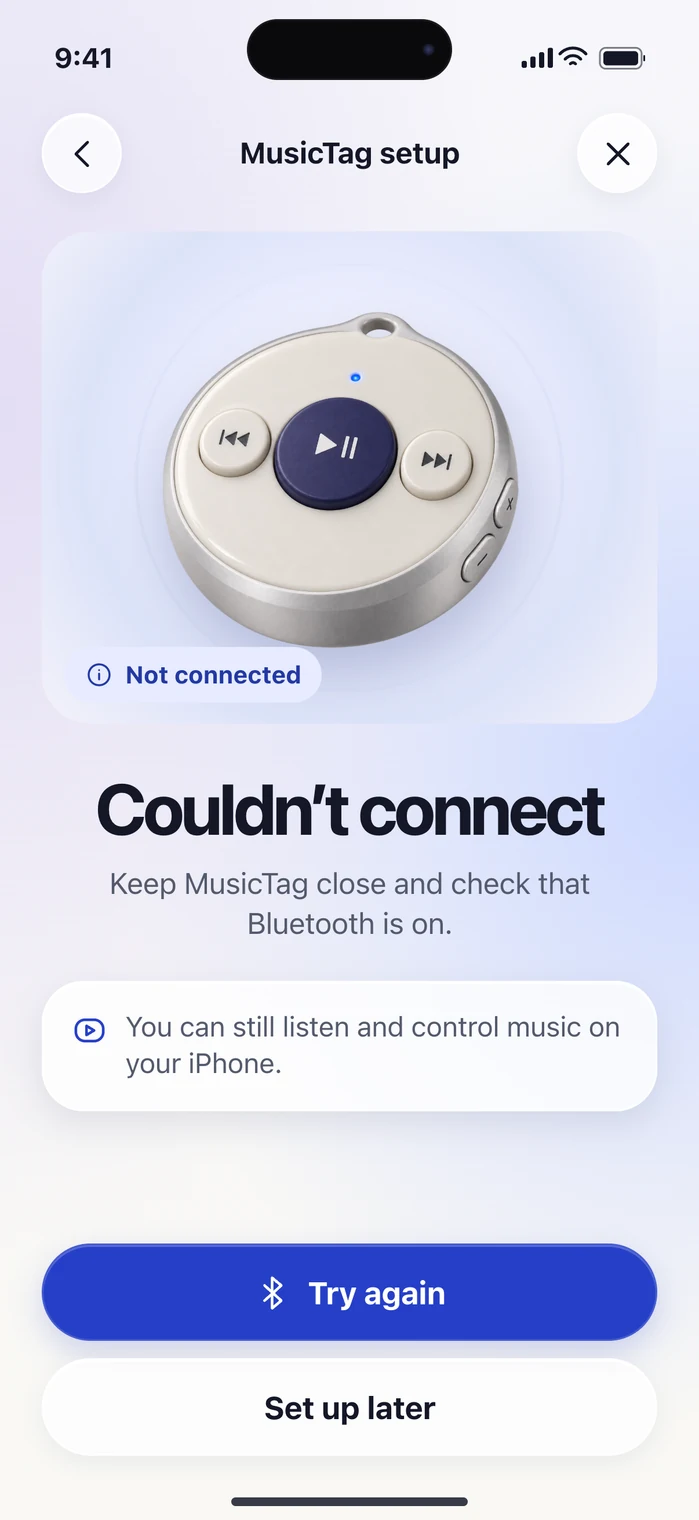 9:41
MusicTag setup
Not connected
Couldn't connect
Keep MusicTag close and check that
Bluetooth is on.
You can still listen and control music on
your iPhone.
Try again
Set up later